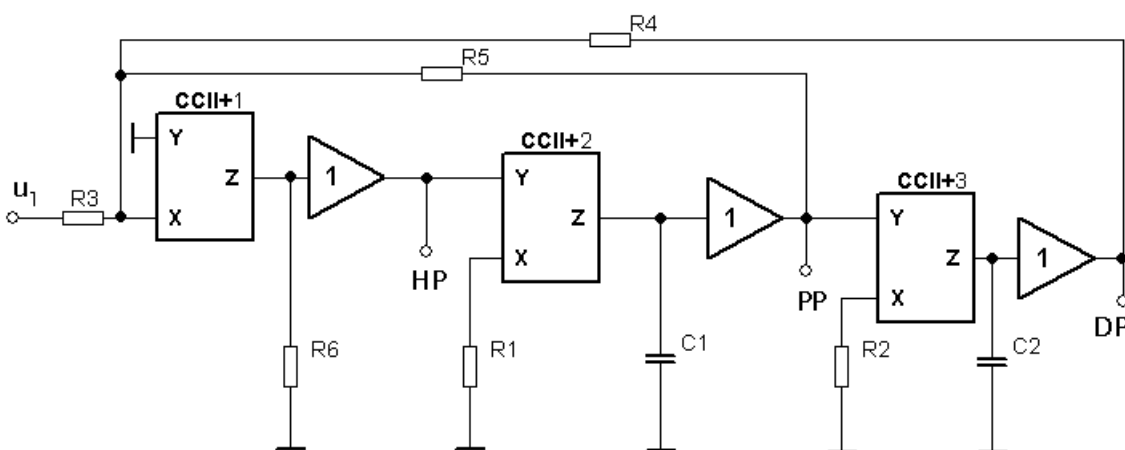 R4
R5
CCII+1
Y
Z
X
1
u1
R3
HP
R6
CCII+2
Y
Z
X
R1
1
C1
PP
CCII+3
Y
Z
X
R2
1
C2
DP